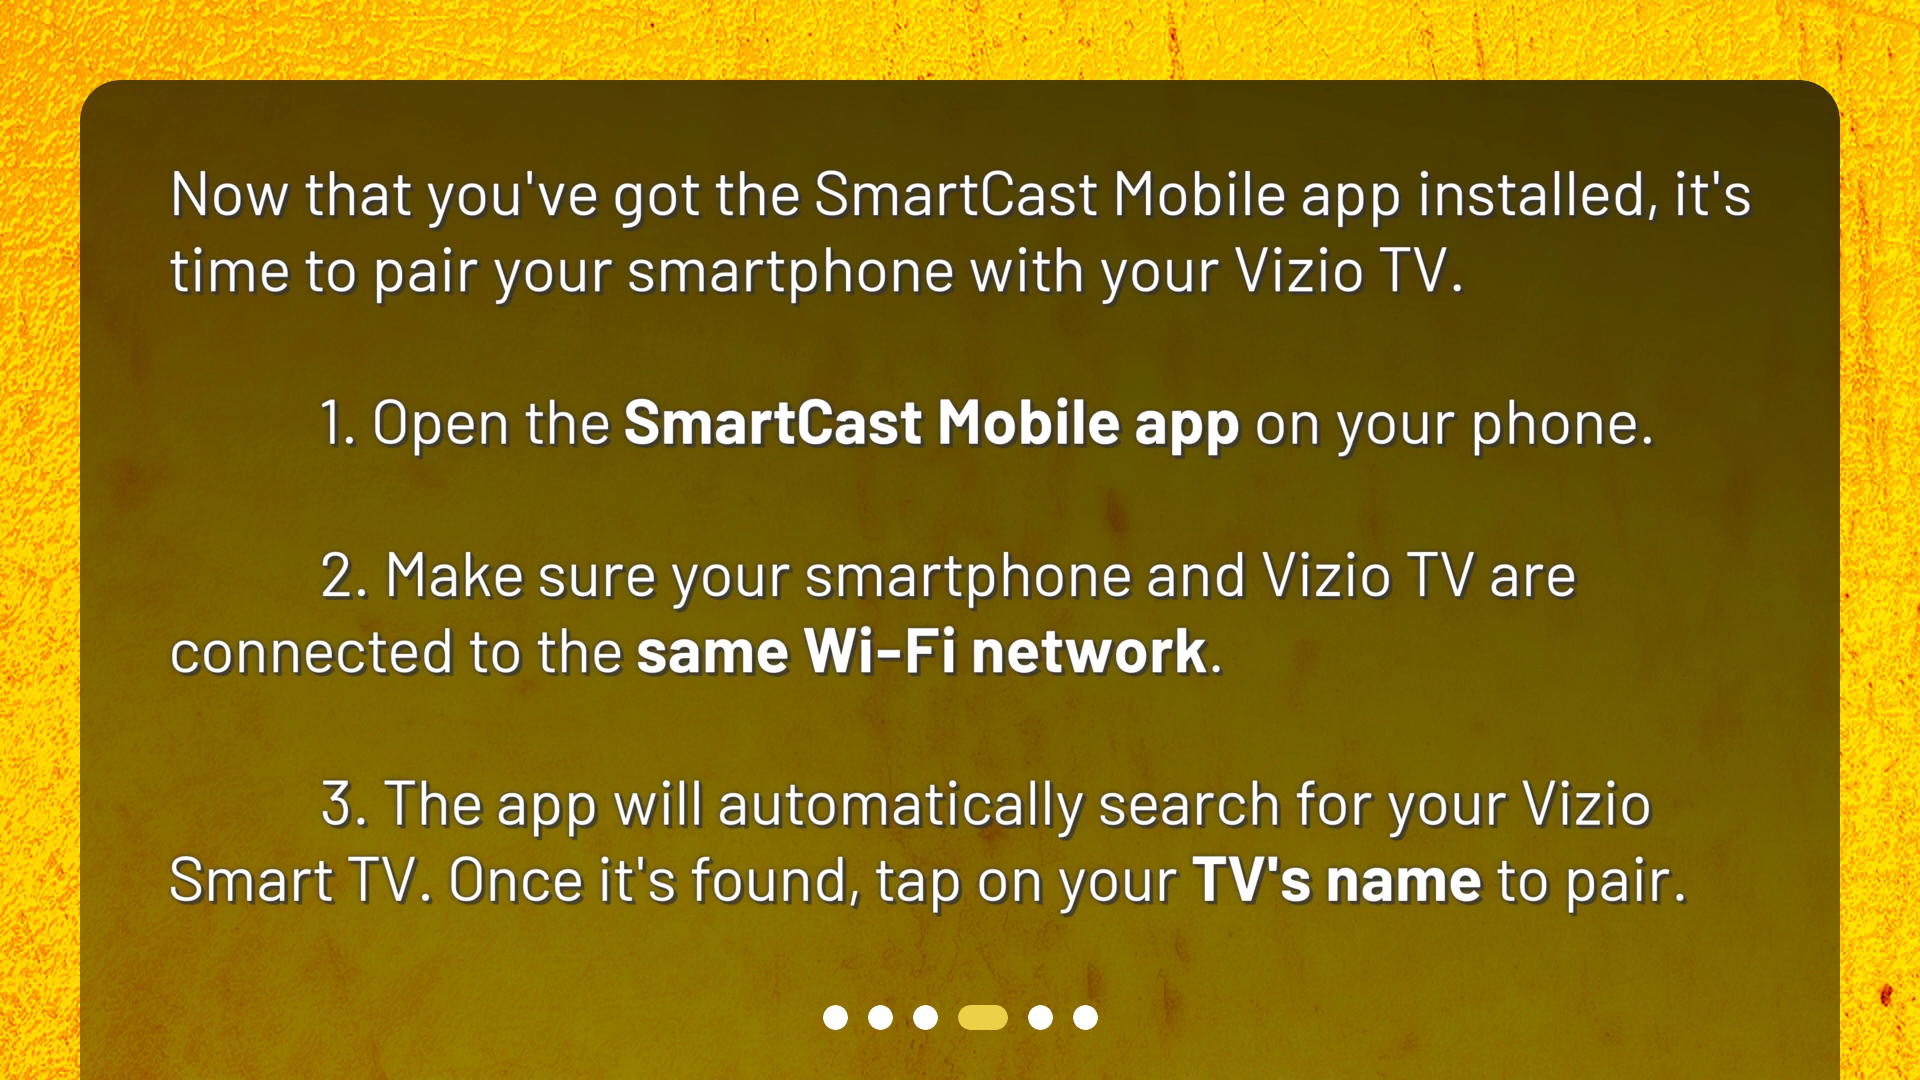 Now that you've got the SmartCast Mobile app installed, it's
time to pair your smartphone with your Vizio TV.
1. Open the SmartCast Mobile app on your phone.
2. Make sure your smartphone and Vizio TV are
connected to the same Wi-Fi network.
3. The app will automatically search for your Vizio
Smart TV. Once it's found, tap on your TV's name to pair.